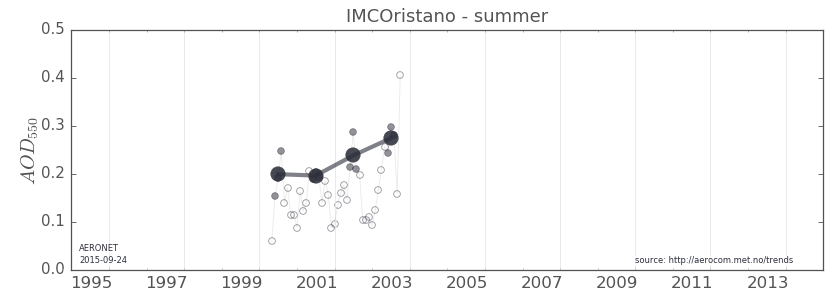 IMCOristano - summer
0.5
0.4
0.3
0.2
0.1
0.0
AOD550
AERONET
2015-09-24
source: http://aerocom.met.no/trends
1995 1997 1999 2001 2003 2005 2007 2009 2011 2013